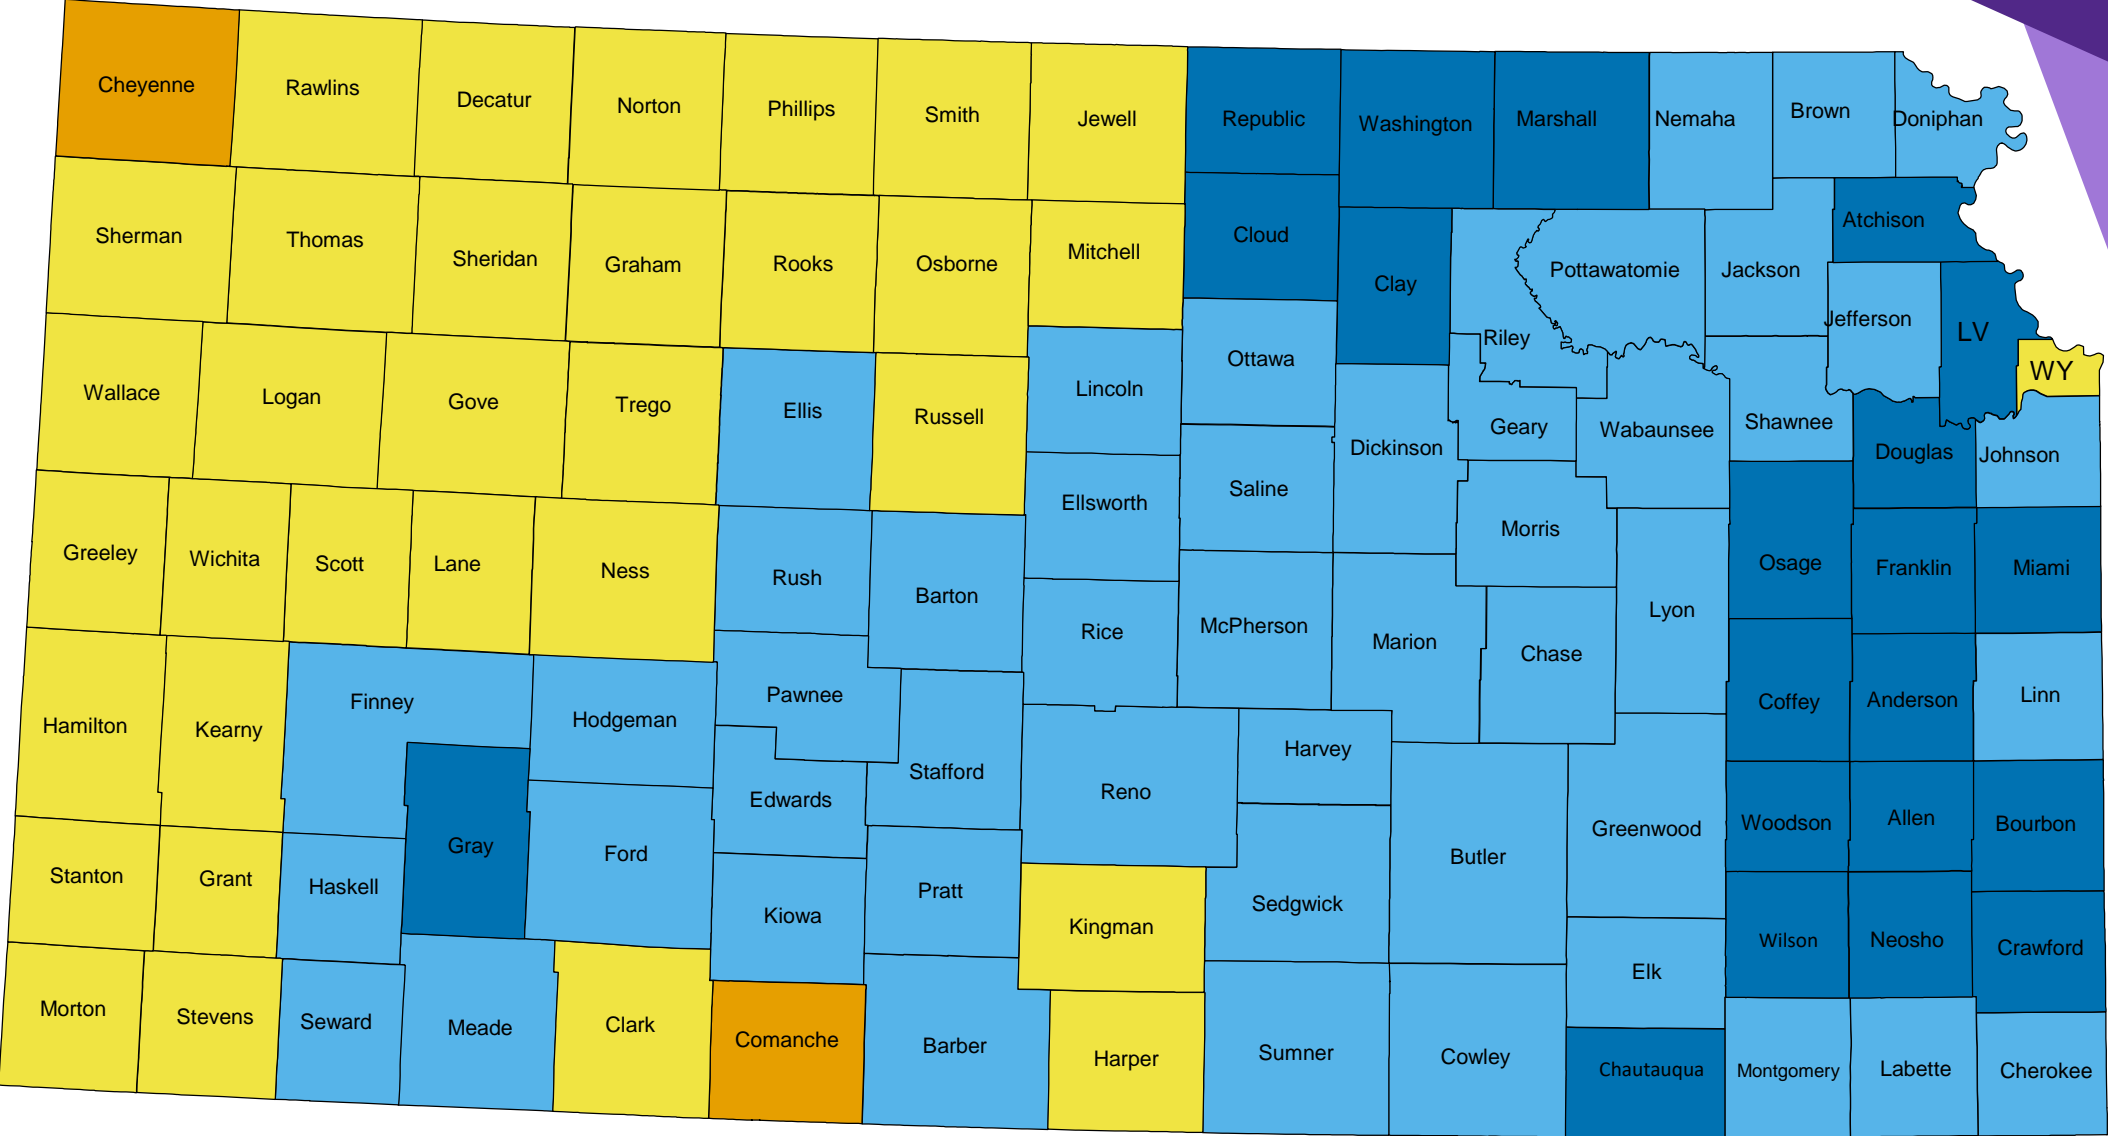 Cheyenne
Rawlins
Decatur
Norton
Phillips
Smith
Jewell
Republic
Washington
Marshall
Nemaha
Brown
Doniphan
Sherman
Thomas
Sheridan
Graham
Rooks
Osborne
Mitchell
Cloud
Clay
Riley
Pottawatomie
Jackson
Atchison
Jefferson
LV
WY
Wallace
Logan
Gove
Trego
Ellis
Russell
Lincoln
Ottawa
Dickinson
Geary
Wabaunsee
Shawnee
Douglas
Johnson
Greeley
Wichita
Scott
Lane
Ness
Rush
Barton
Ellsworth
Saline
Morris
Lyon
Osage
Franklin
Miami
Hamilton
Kearny
Finney
Hodgeman
Pawnee
Stafford
Rice
McPherson
Marion
Chase
Coffey
Anderson
Linn
Gray
Ford
Edwards
Reno
Harvey
Butler
Greenwood
Woodson
Allen
Bourbon
Stanton
Grant
Haskell
Kiowa
Pratt
Kingman
Sedgwick
Elk
Wilson
Neosho
Crawford
Morton
Stevens
Seward
Meade
Clark
Comanche
Barber
Harper
Sumner
Cowley
Chautauqua
Montgomery
Labette
Cherokee